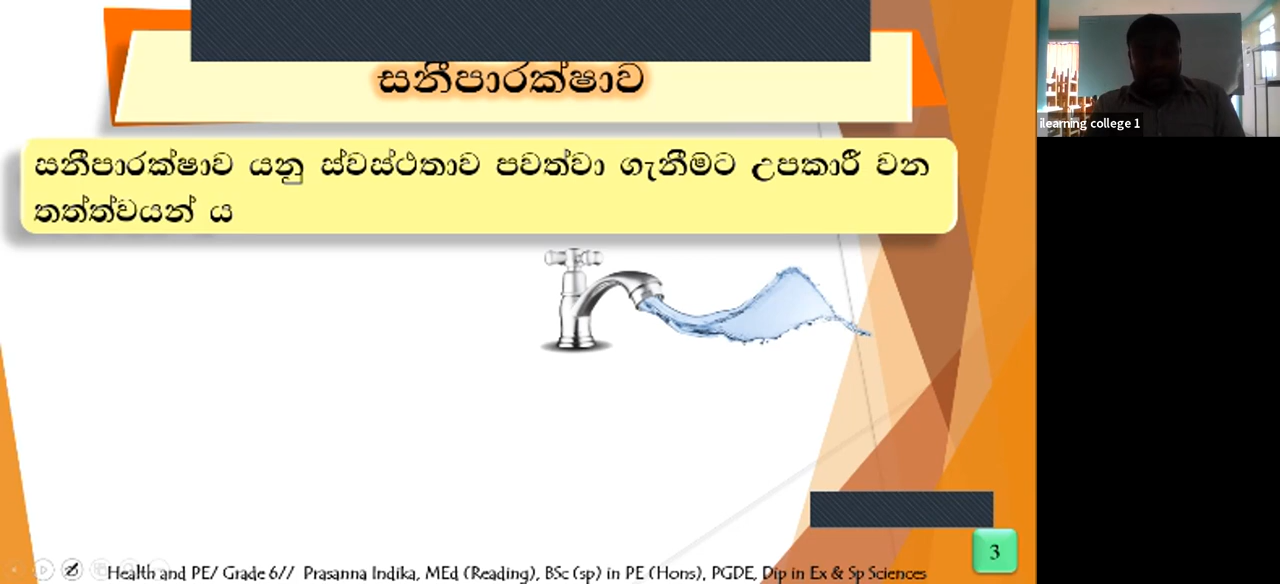 සනීපාරක්ෂාව
ilearning college 1
සනීපාරක්ෂාව යනු ස්වස්ථතාව පවත්වා ගැනීමට උපකාරී වන
තත්ත්වයන් ය
3
Health and PE/ Grade 6// Prasanna Indika, MEd (Reading), BSc (sp) in PE (Hons), PGDE, Dip in Ex & Sp Sciences